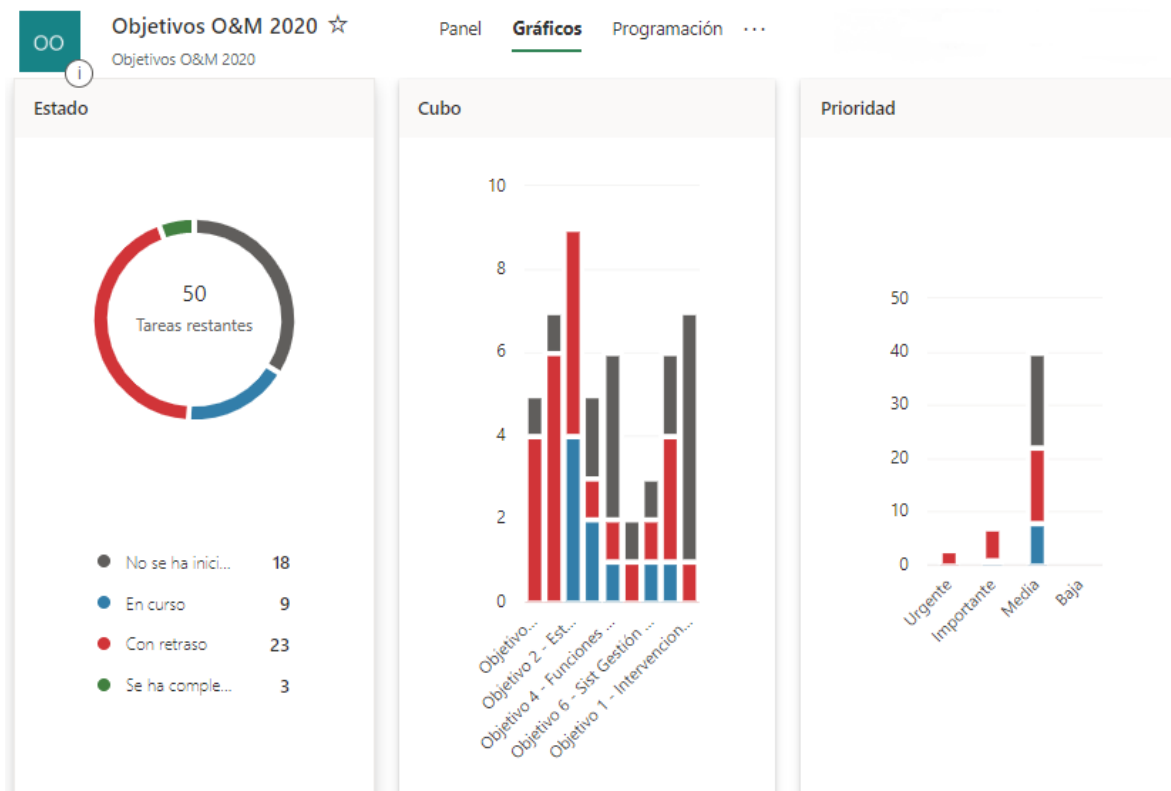 Objetivos O&M 2020 ☆
Panel Gráficos Programación ···
OO
i
Objetivos O&M 2020
Estado
50
Tareas restantes
No se ha inici... 18
En curso 9
Con retraso 23
Se ha comple... 3
Cubo
10
8
6
4
2
0
Objetivo...
Objetivo 2 - Est...
Objetivo 4 - Funciones ...
Objetivo 6 - Sist Gestión ...
Objetivo 1 - Intervencion...
Prioridad
50
40
30
20
10
0
Urgente
Importante
Media
Baja